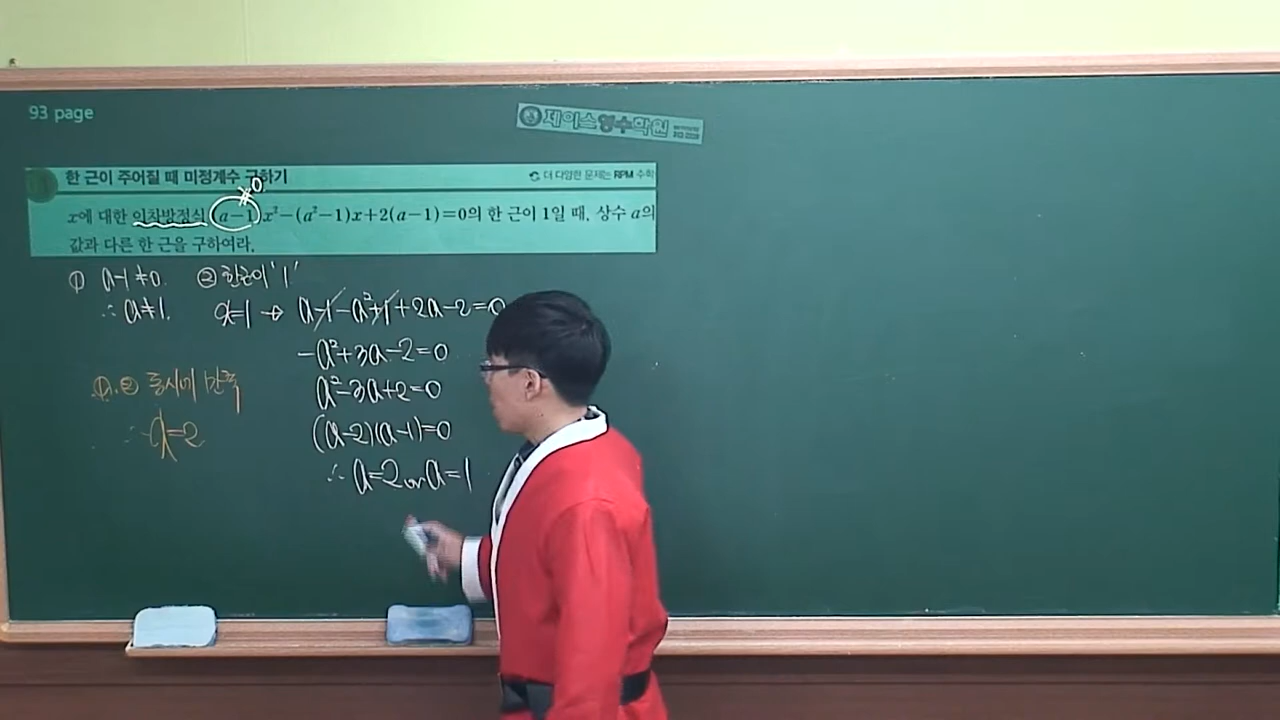 93 page
제이스영수학원
한 근이 주어질 때 미정계수 구하기
더 다양한 문제는 RPM 수학
≠0
x에 대한 이차방정식 (a-1)x²-(a²-1)x+2(a-1)=0의 한 근이 1일 때, 상수 a의
값과 다른 한 근을 구하여라.
① a-1≠0. ② 한근이 '1'
∴ a≠1. x=1 → a-1-a²+1+2a-2=0
-a²+3a-2=0
a²-3a+2=0
(a-2)(a-1)=0
∴ a=2 or a=1
①, ② 동시에 만족
∴ a=2